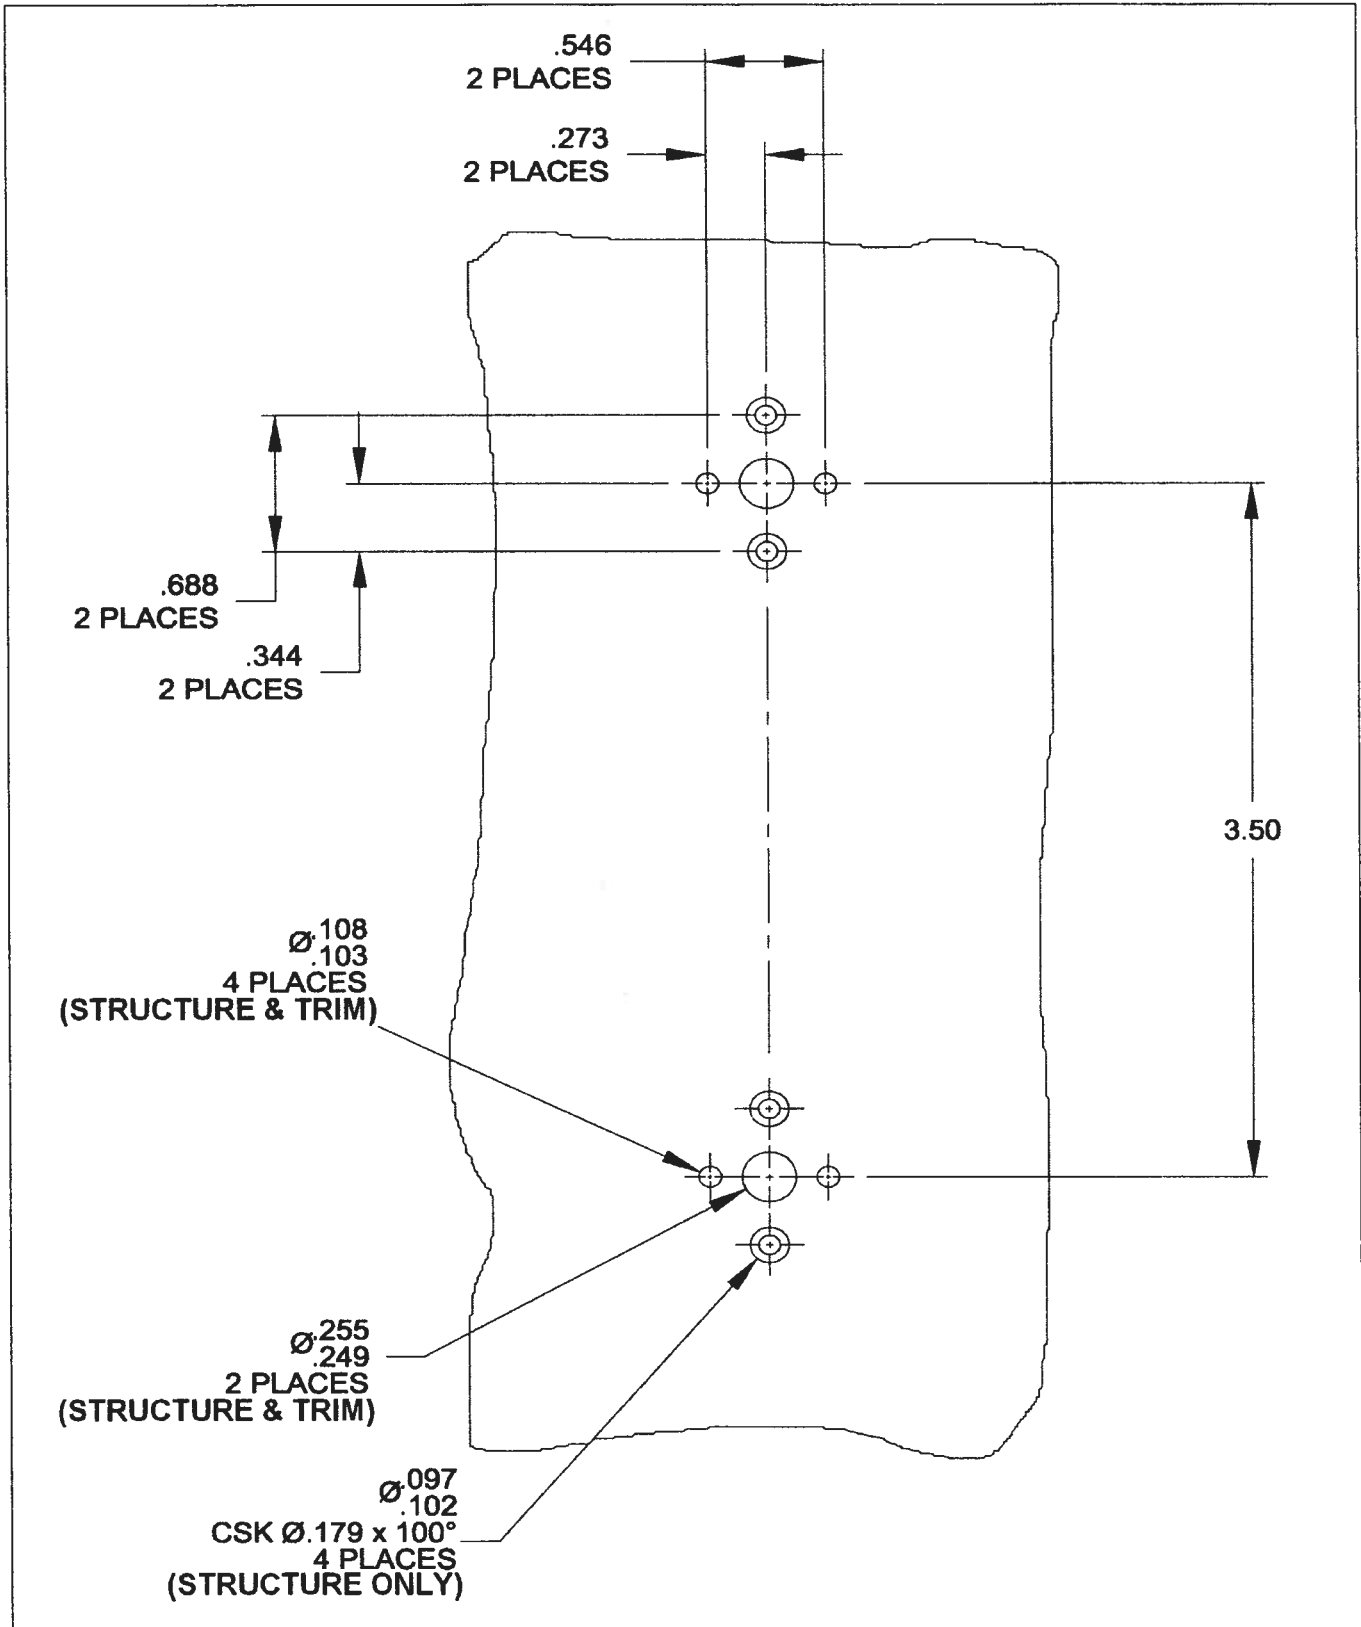 .546
2 PLACES
.273
2 PLACES
.688
2 PLACES
.344
2 PLACES
3.50
Ø.108
.103
4 PLACES
(STRUCTURE & TRIM)
Ø.255
.249
2 PLACES
(STRUCTURE & TRIM)
Ø.097
.102
CSK Ø.179 x 100°
4 PLACES
(STRUCTURE ONLY)